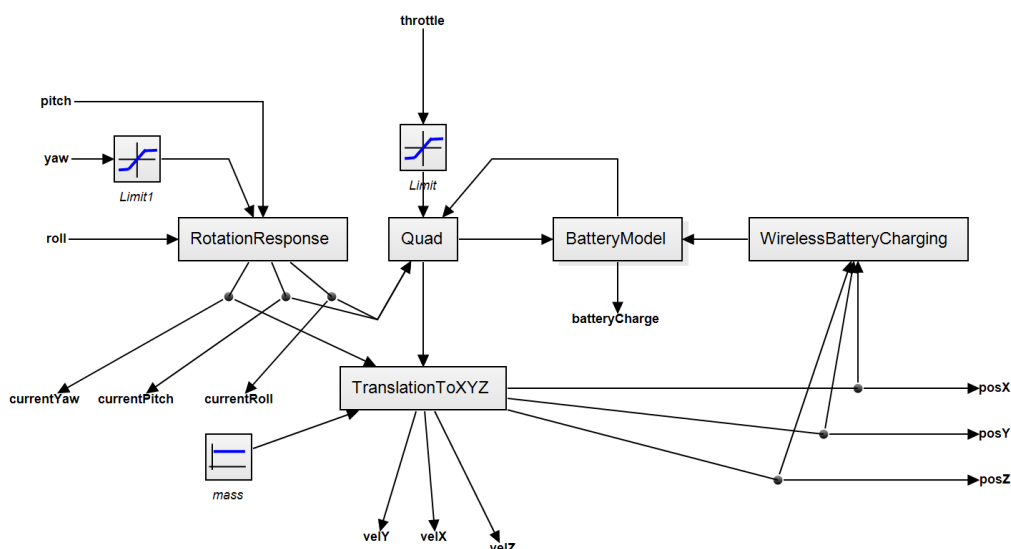 throttle
pitch
yaw
Limit1
Limit
roll
RotationResponse
Quad
BatteryModel
WirelessBatteryCharging
batteryCharge
currentYaw
currentPitch
currentRoll
TranslationToXYZ
posX
posY
posZ
mass
velY
velX
velZ